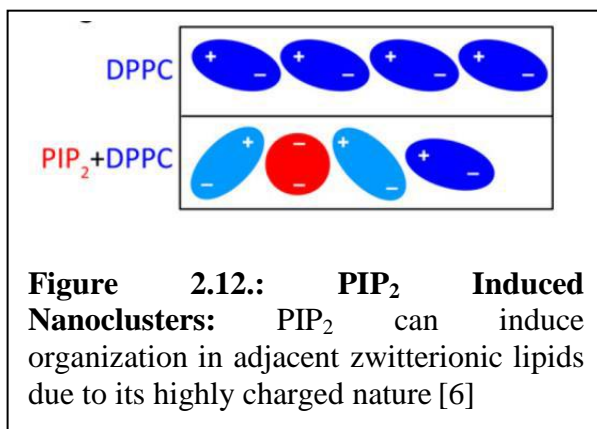 DPPC
+ − + − + − + −
PIP₂+DPPC
− + − − + − + −
Figure 2.12.: PIP₂ Induced
Nanoclusters: PIP₂ can induce
organization in adjacent zwitterionic lipids
due to its highly charged nature [6]